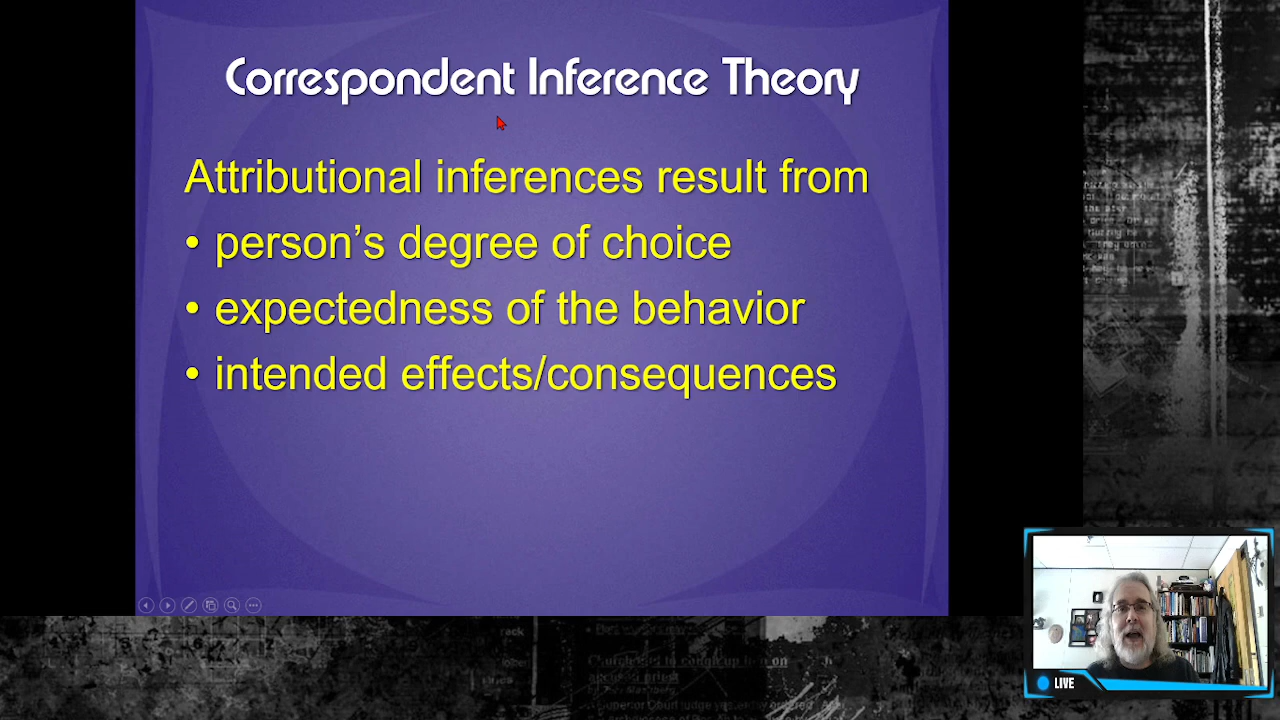 Correspondent Inference Theory
Attributional inferences result from
• person’s degree of choice
• expectedness of the behavior
• intended effects/consequences
LIVE